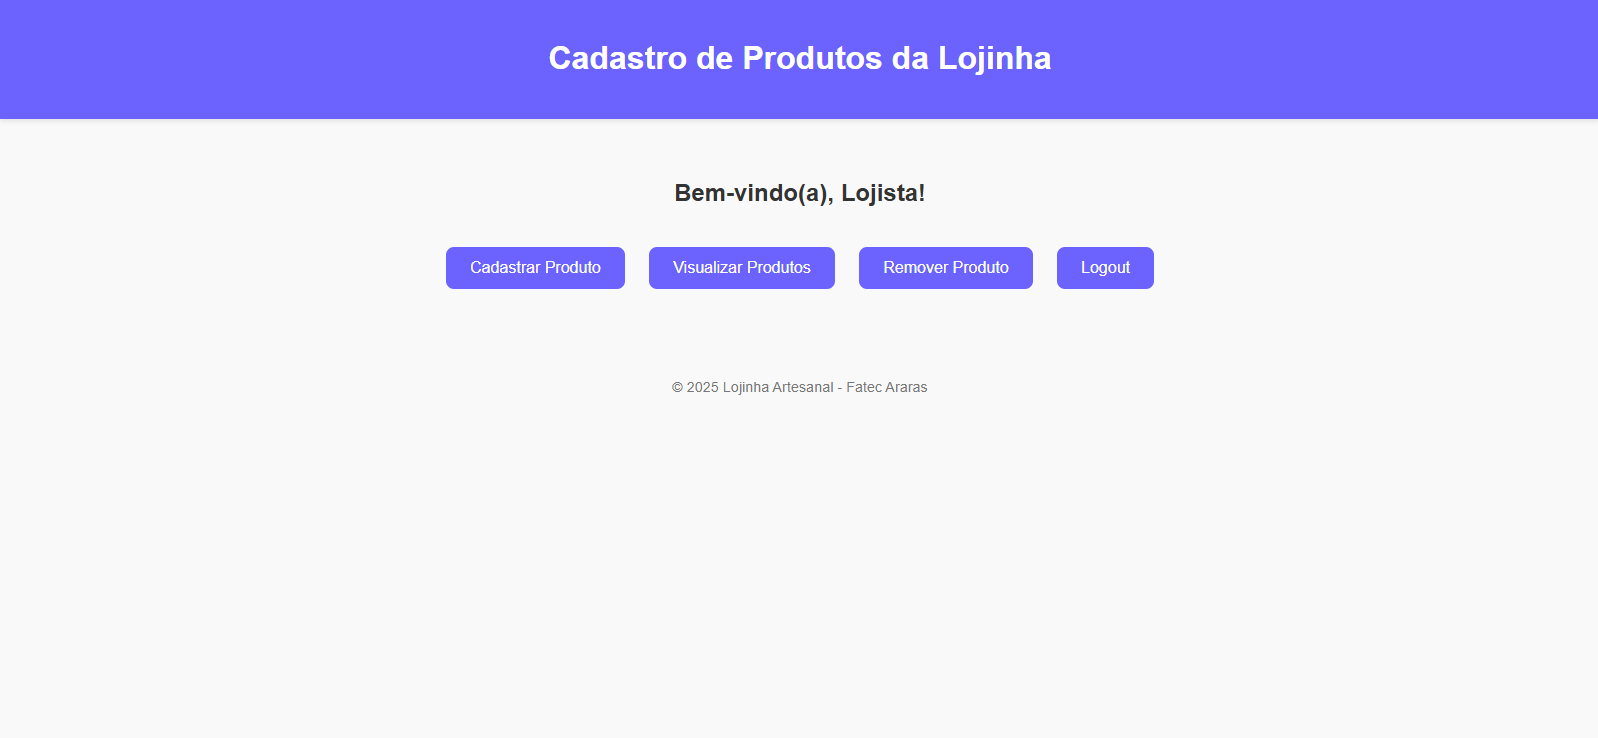 Cadastro de Produtos da Lojinha
Bem-vindo(a), Lojista!
Cadastrar Produto
Visualizar Produtos
Remover Produto
Logout
© 2025 Lojinha Artesanal - Fatec Araras